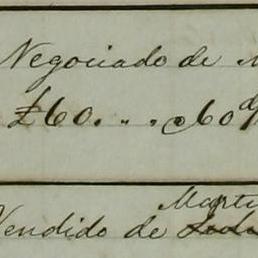 Negociado de
£60. " " 60 d
Marti
Vendido de